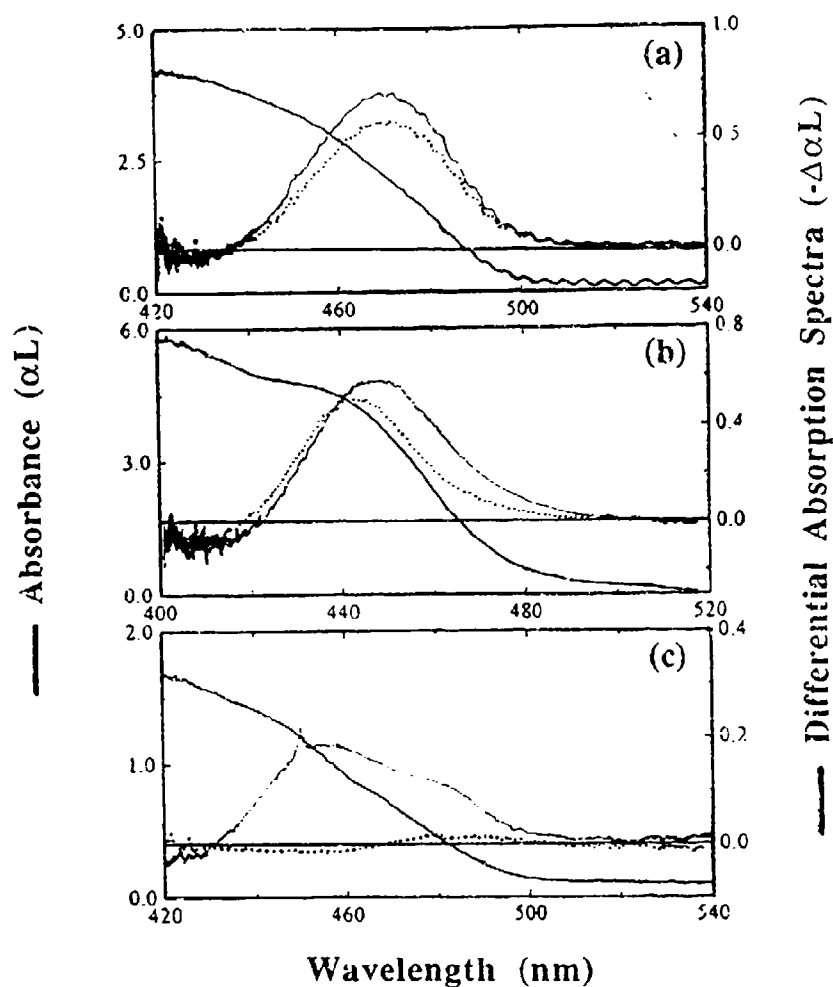 5.0
2.5
0.0
1.0
0.5
0.0
(a)
420 460 500 540
6.0
3.0
0.0
0.8
0.4
0.0
(b)
400 440 480 520
2.0
1.0
0.0
0.4
0.2
0.0
(c)
420 460 500 540
Absorbance (αL)
Differential Absorption Spectra (-ΔαL)
Wavelength (nm)